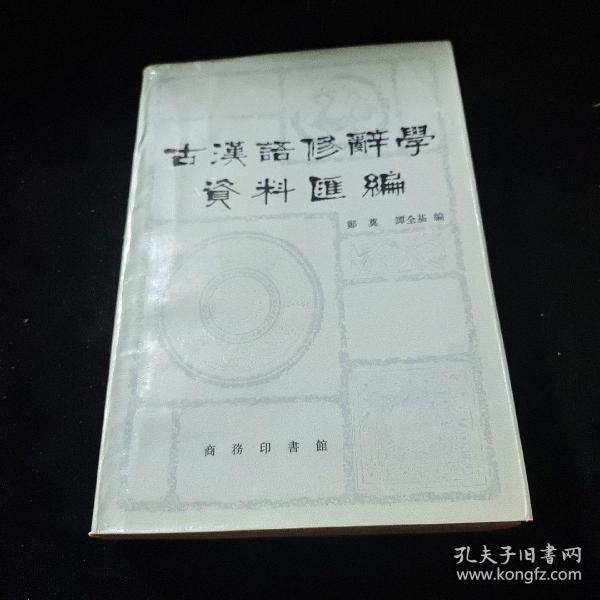 古漢語修辭學
資料匯編
鄭奠 譚全基 編
商務印書館
孔夫子旧书网
www.kongfz.com